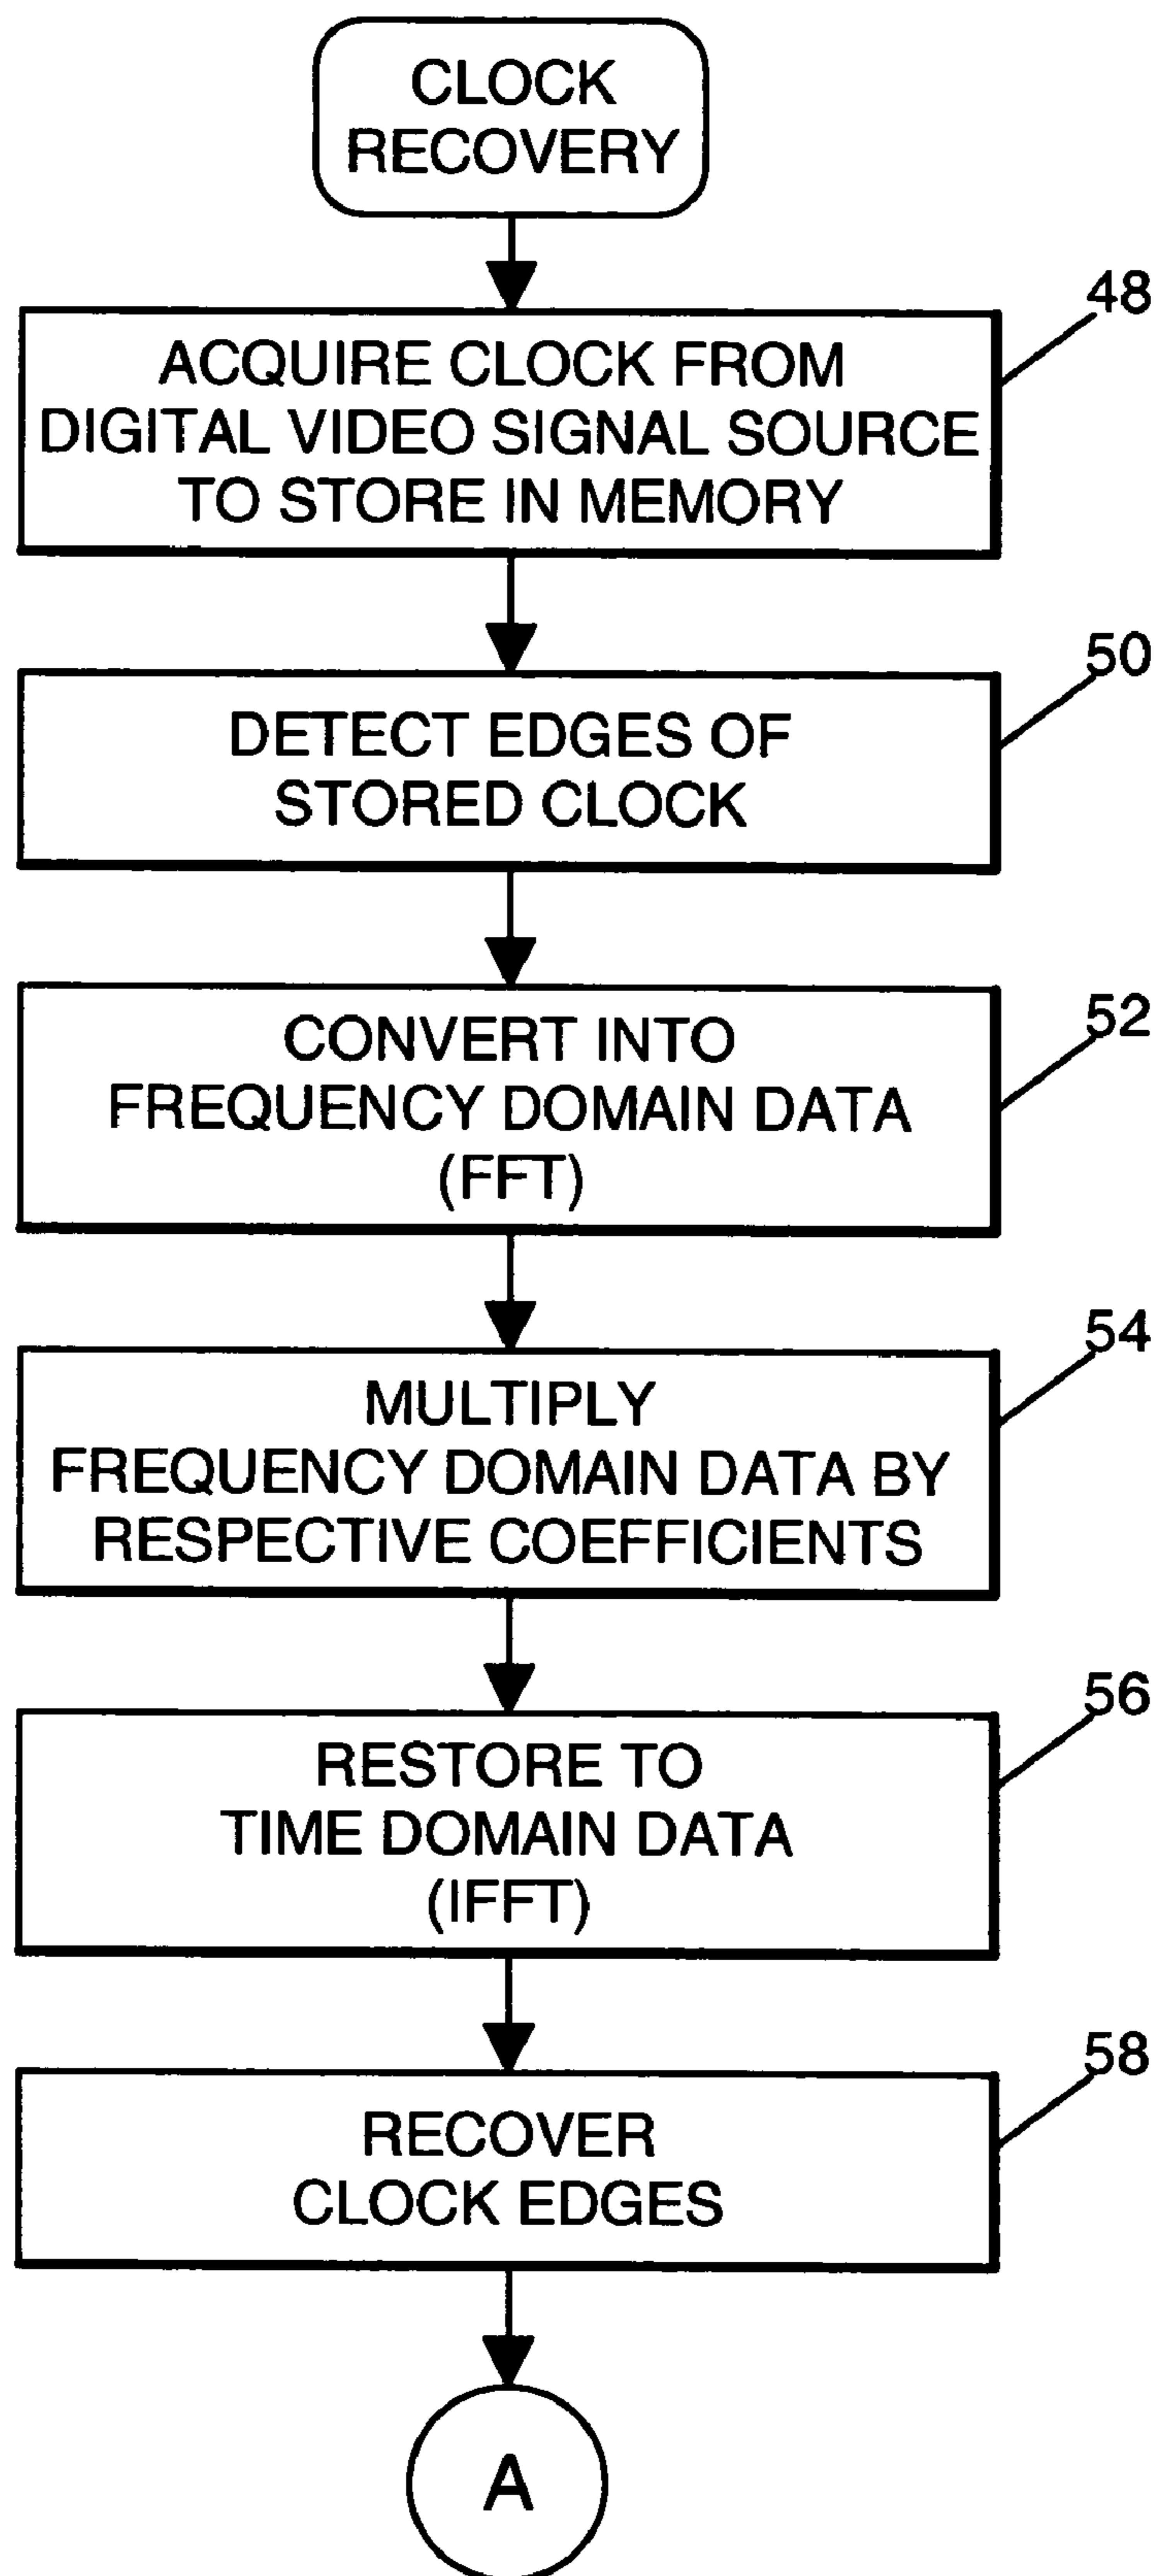 CLOCK
RECOVERY
48
ACQUIRE CLOCK FROM
DIGITAL VIDEO SIGNAL SOURCE
TO STORE IN MEMORY
50
DETECT EDGES OF
STORED CLOCK
52
CONVERT INTO
FREQUENCY DOMAIN DATA
(FFT)
54
MULTIPLY
FREQUENCY DOMAIN DATA BY
RESPECTIVE COEFFICIENTS
56
RESTORE TO
TIME DOMAIN DATA
(IFFT)
58
RECOVER
CLOCK EDGES
A